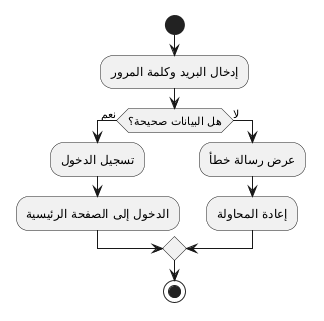 إدخال البريد وكلمة المرور
هل البيانات صحيحة؟
نعم
لا
تسجيل الدخول
عرض رسالة خطأ
الدخول إلى الصفحة الرئيسية
إعادة المحاولة